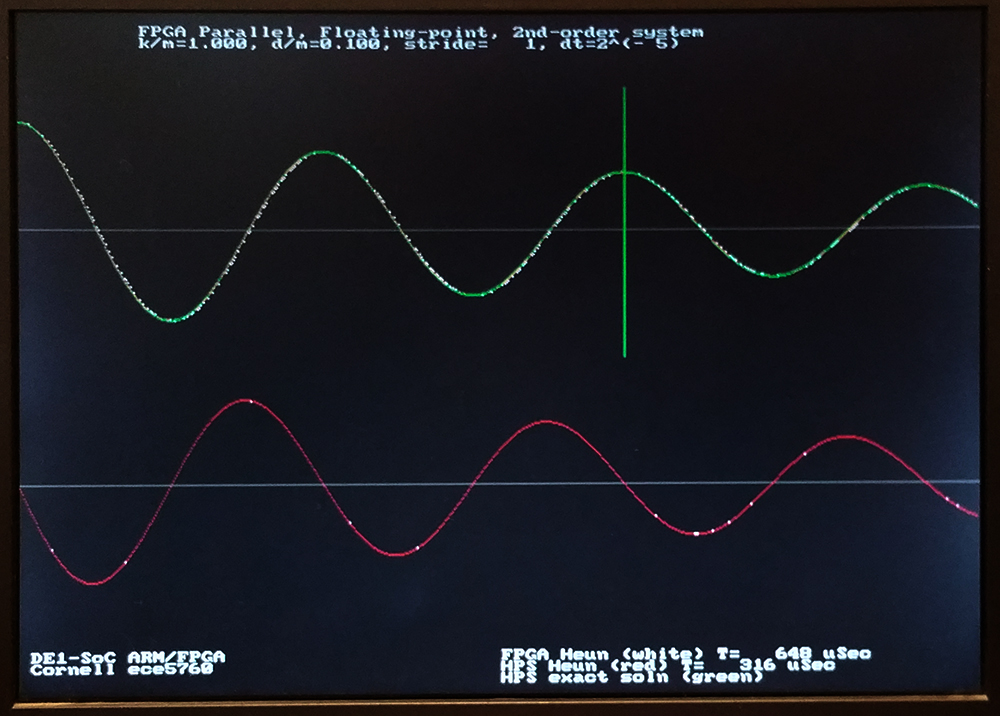 FPGA Parallel, Floating-point, 2nd-order system
k/m=1.000, d/m=0.100, stride= 1, dt=2^(- 5)
DE1-SoC ARM/FPGA
Cornell ece5760
FPGA Heun (white) T= 648 uSec
HPS Heun (red) T= 316 uSec
HPS exact soln (green)